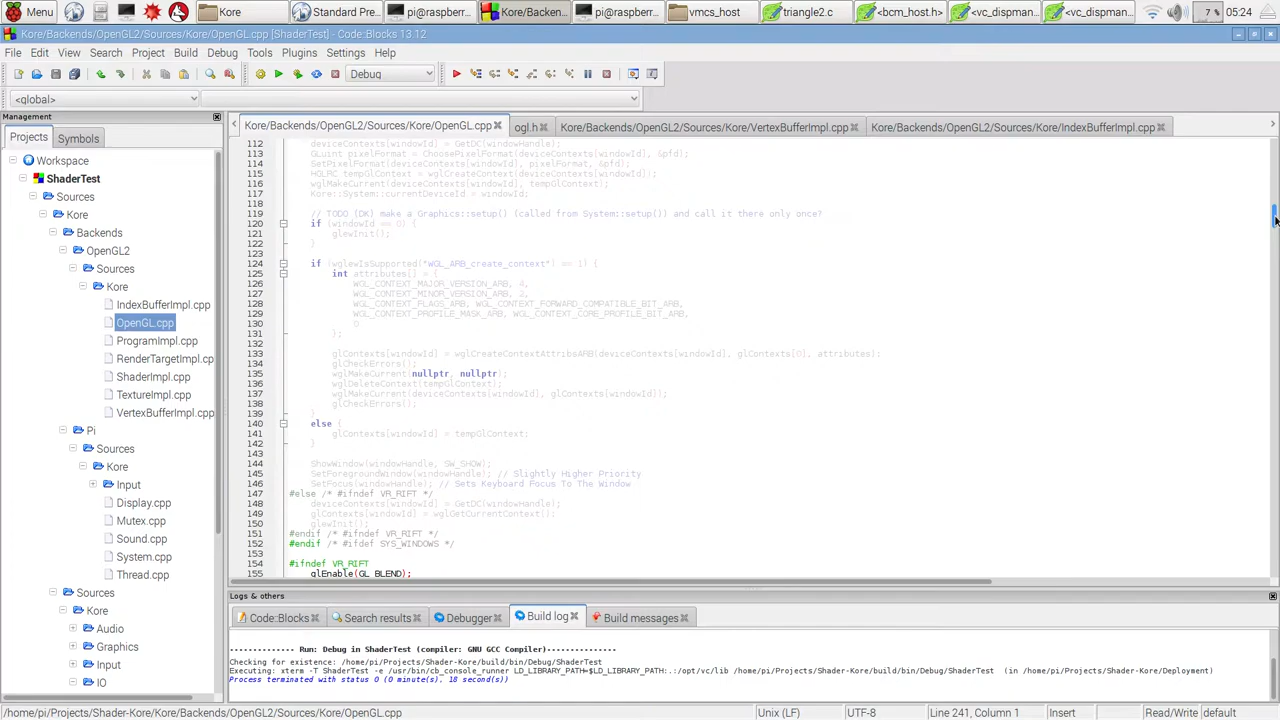 Menu
Kore
Standard Pre..
pi@raspberr...
Kore/Backen...
pi@raspberr...
vmcs_host
triangle2.c
<bcm_host.h>
<vc_dispman..
<vc_dispman..
7 %
05:24
Kore/Backends/OpenGL2/Sources/Kore/OpenGL.cpp [ShaderTest] - Code::Blocks 13.12
File Edit View Search Project Build Debug Tools Plugins Settings Help
Debug
<global>
Management
Projects Symbols
Workspace
ShaderTest
Sources
Kore
Backends
OpenGL2
Sources
Kore
IndexBufferImpl.cpp
OpenGL.cpp
ProgramImpl.cpp
RenderTargetImpl.cp
ShaderImpl.cpp
TextureImpl.cpp
VertexBufferImpl.cpp
Pi
Sources
Kore
Input
Display.cpp
Mutex.cpp
Sound.cpp
System.cpp
Thread.cpp
Sources
Kore
Audio
Graphics
Input
IO
Kore/Backends/OpenGL2/Sources/Kore/OpenGL.cpp
ogl.h
Kore/Backends/OpenGL2/Sources/Kore/VertexBufferImpl.cpp
Kore/Backends/OpenGL2/Sources/Kore/IndexBufferImpl.cpp
112 deviceContexts[windowId] = GetDC(windowHandle);
113 GLuint pixelFormat = ChoosePixelFormat(deviceContexts[windowId], &pfd);
114 SetPixelFormat(deviceContexts[windowId], pixelFormat, &pfd);
115 HGLRC tempGlContext = wglCreateContext(deviceContexts[windowId]);
116 wglMakeCurrent(deviceContexts[windowId], tempGlContext);
117 Kore::System::currentDeviceId = windowId;
118
119 // TODO (DK) make a Graphics::setup() (called from System::setup()) and call it there only once?
120 if (windowId == 0) {
121 glewInit();
122 }
123
124 if (wglewIsSupported("WGL_ARB_create_context") == 1) {
125 int attributes[] = {
126 WGL_CONTEXT_MAJOR_VERSION_ARB, 4,
127 WGL_CONTEXT_MINOR_VERSION_ARB, 2,
128 WGL_CONTEXT_FLAGS_ARB, WGL_CONTEXT_FORWARD_COMPATIBLE_BIT_ARB,
129 WGL_CONTEXT_PROFILE_MASK_ARB, WGL_CONTEXT_CORE_PROFILE_BIT_ARB,
130 0
131 };
132
133 glContexts[windowId] = wglCreateContextAttribsARB(deviceContexts[windowId], glContexts[0], attributes);
134 glCheckErrors();
135 wglMakeCurrent(nullptr, nullptr);
136 wglDeleteContext(tempGlContext);
137 wglMakeCurrent(deviceContexts[windowId], glContexts[windowId]);
138 glCheckErrors();
139 }
140 else {
141 glContexts[windowId] = tempGlContext;
142 }
143
144 ShowWindow(windowHandle, SW_SHOW);
145 SetForegroundWindow(windowHandle); // Slightly Higher Priority
146 SetFocus(windowHandle); // Sets Keyboard Focus To The Window
147 #else /* #ifndef VR_RIFT */
148 deviceContexts[windowId] = GetDC(windowHandle);
149 glContexts[windowId] = wglGetCurrentContext();
150 glewInit();
151 #endif /* #ifndef VR_RIFT */
152 #endif /* #ifdef SYS_WINDOWS */
153
154 #ifndef VR_RIFT
155 glEnable(GL_BLEND);
Logs & others
Code::Blocks Search results Debugger Build log Build messages
-------------- Run: Debug in ShaderTest (compiler: GNU GCC Compiler)---------------
Checking for existence: /home/pi/Projects/Shader-Kore/build/bin/Debug/ShaderTest
Executing: xterm -T ShaderTest -e /usr/bin/cb_console_runner LD_LIBRARY_PATH=$LD_LIBRARY_PATH:.:/opt/vc/lib /home/pi/Projects/Shader-Kore/build/bin/Debug/ShaderTest (in /home/pi/Projects/Shader-Kore/Deployment)
Process terminated with status 0 (0 minute(s), 18 second(s))
/home/pi/Projects/Shader-Kore/Kore/Backends/OpenGL2/Sources/Kore/OpenGL.cpp Unix (LF) UTF-8 Line 241, Column 1 Insert Read/Write default